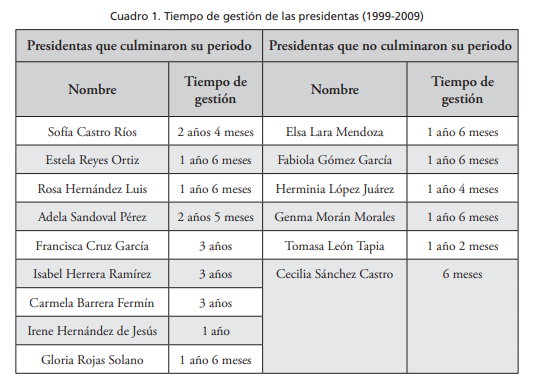 Cuadro 1. Tiempo de gestión de las presidentas (1999-2009)
Presidentas que culminaron su periodo Presidentas que no culminaron su periodo
Nombre Tiempo de gestión Nombre Tiempo de gestión
Sofía Castro Ríos 2 años 4 meses Elsa Lara Mendoza 1 año 6 meses
Estela Reyes Ortiz 1 año 6 meses Fabiola Gómez García 1 año 6 meses
Rosa Hernández Luis 1 año 6 meses Herminia López Juárez 1 año 4 meses
Adela Sandoval Pérez 2 años 5 meses Genma Morán Morales 1 año 6 meses
Francisca Cruz García 3 años Tomasa León Tapia 1 año 2 meses
Isabel Herrera Ramírez 3 años Cecilia Sánchez Castro 6 meses
Carmela Barrera Fermín 3 años
Irene Hernández de Jesús 1 año
Gloria Rojas Solano 1 año 6 meses